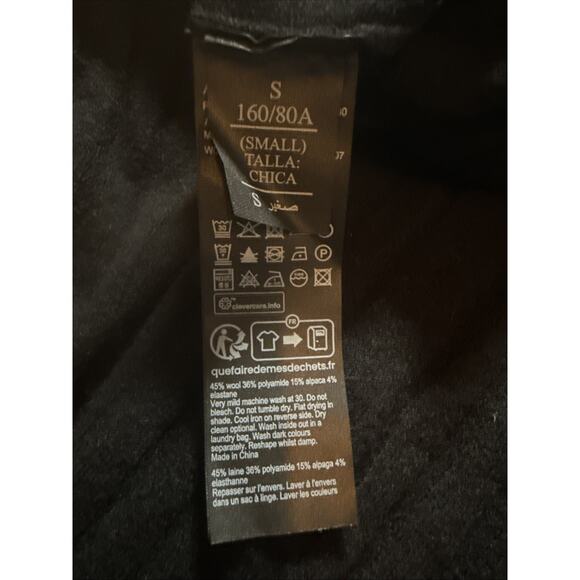 S
160/80A
(SMALL)
TALLA:
CHICA
S صغير
30
30
clevercare.info
FR
quefairedemesdechets.fr
45% wool 36% polyamide 15% alpaca 4%
elastane
Very mild machine wash at 30. Do not
bleach. Do not tumble dry. Flat drying in
shade. Cool iron on reverse side. Dry
clean optional. Wash inside out in a
laundry bag. Wash dark colours
separately. Reshape whilst damp.
Made in China
45% laine 36% polyamide 15% alpaga 4%
elasthanne
Repasser sur l'envers. Laver à l'envers
dans un sac à linge. Laver les couleurs